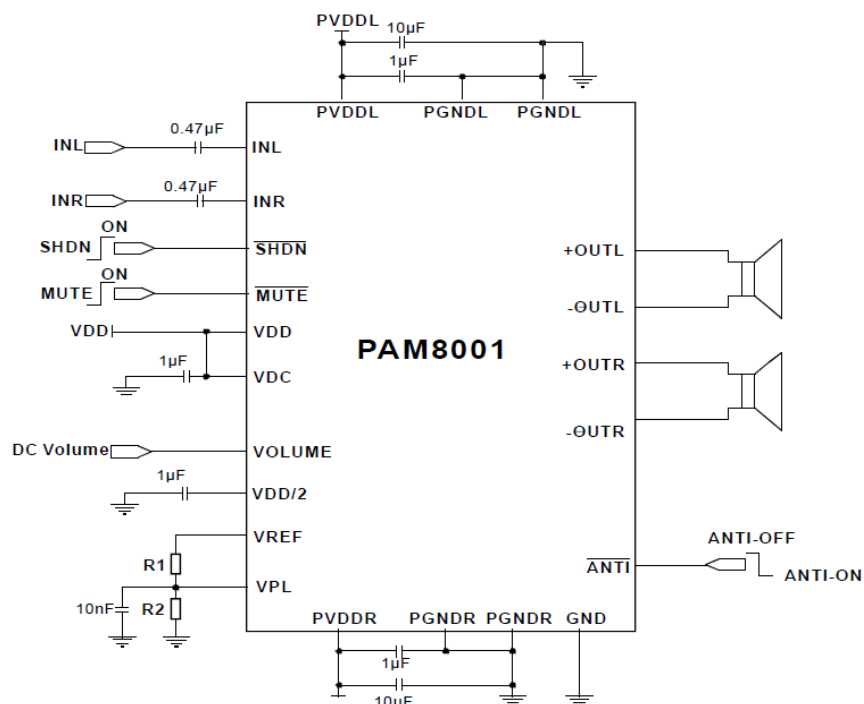 PVDDL
10µF
1µF
PVDDL PGNDL PGNDL
INL 0.47µF INL
INR 0.47µF INR
SHDN ON SHDN
MUTE ON MUTE
VDD VDD
1µF VDC
DC Volume VOLUME
1µF VDD/2
VREF
R1
VPL
10nF R2
PAM8001
+OUTL
-OUTL
+OUTR
-OUTR
ANTI ANTI-OFF
ANTI-ON
PVDDR PGNDR PGNDR GND
1µF
10µF